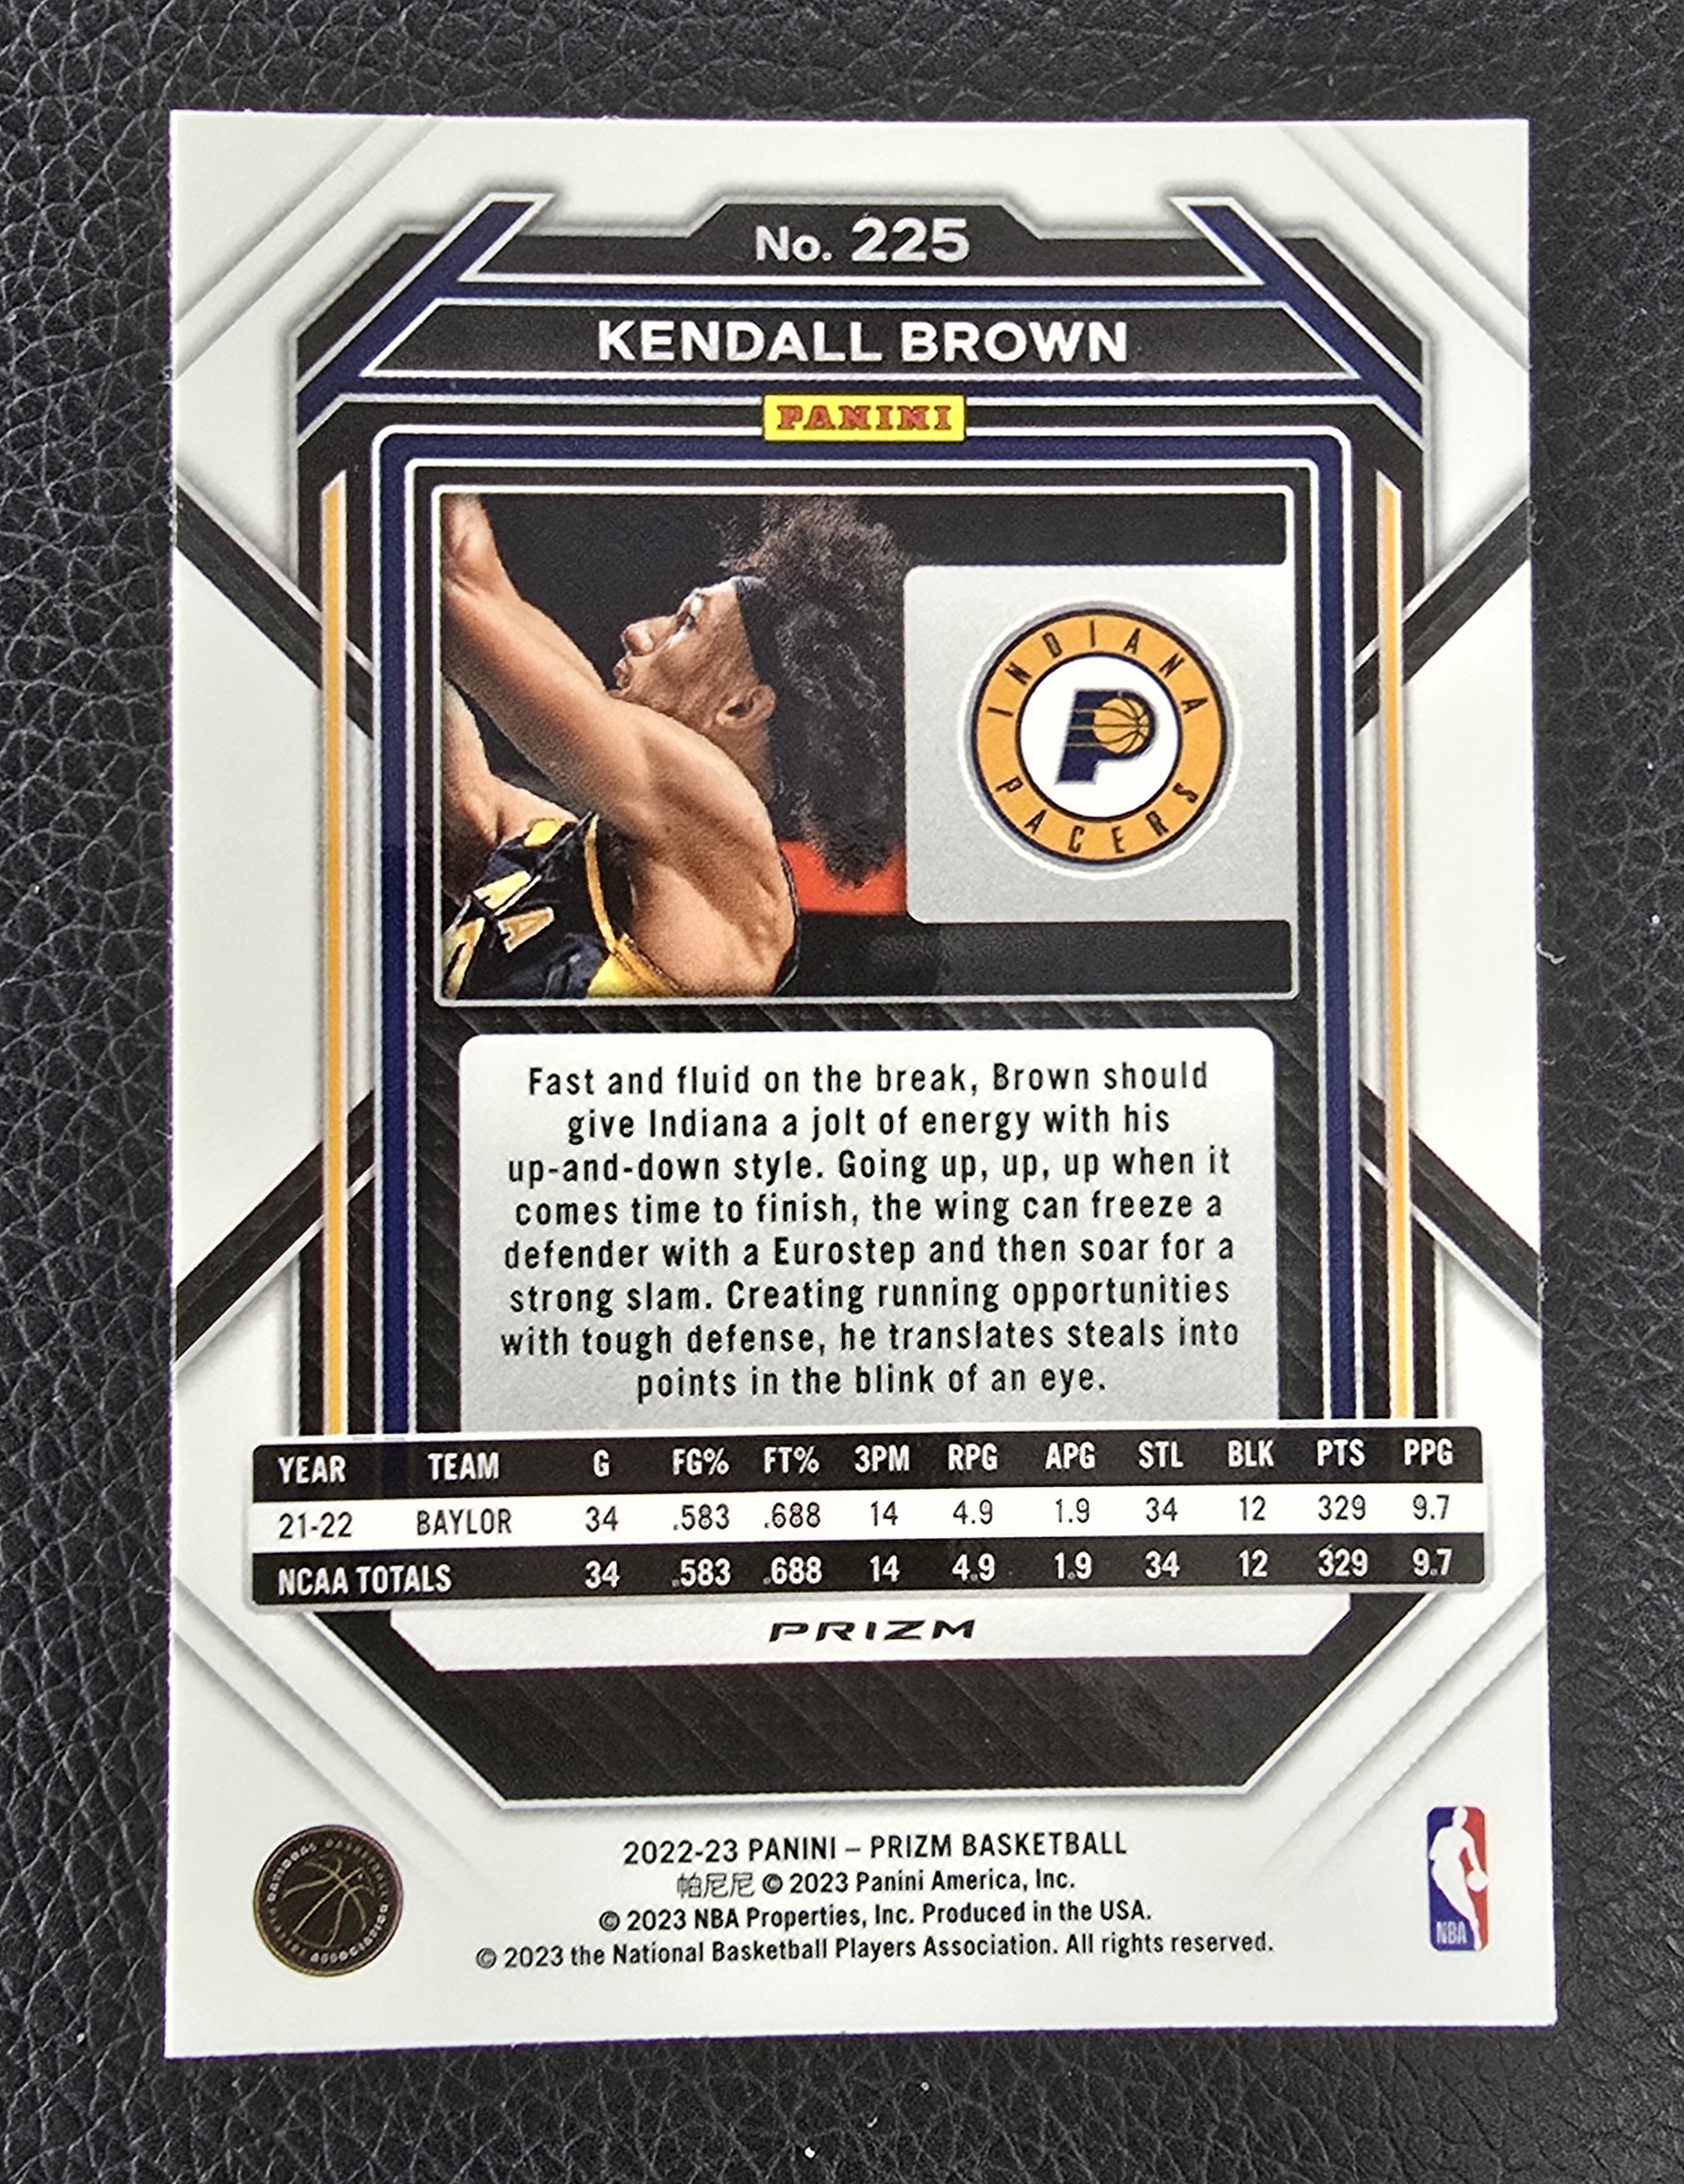 No. 225
KENDALL BROWN
PANINI
INDIANA
PACERS
Fast and fluid on the break, Brown should
give Indiana a jolt of energy with his
up-and-down style. Going up, up, up when it
comes time to finish, the wing can freeze a
defender with a Eurostep and then soar for a
strong slam. Creating running opportunities
with tough defense, he translates steals into
points in the blink of an eye.
YEAR TEAM G FG% FT% 3PM RPG APG STL BLK PTS PPG
21-22 BAYLOR 34 .583 .688 14 4.9 1.9 34 12 329 9.7
NCAA TOTALS 34 .583 .688 14 4.9 1.9 34 12 329 9.7
PRIZM
2022-23 PANINI – PRIZM BASKETBALL
帕尼尼 © 2023 Panini America, Inc.
© 2023 NBA Properties, Inc. Produced in the USA.
© 2023 the National Basketball Players Association. All rights reserved.
NATIONAL BASKETBALL PLAYERS ASSOCIATION
NBA